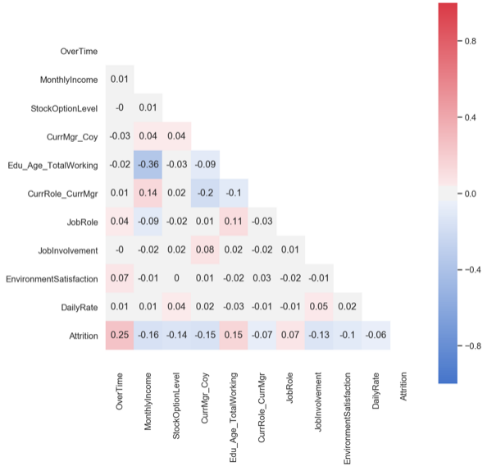 OverTime
MonthlyIncome 0.01
StockOptionLevel -0 0.01
CurrMgr_Coy -0.03 0.04 0.04
Edu_Age_TotalWorking -0.02 -0.36 -0.03 -0.09
CurrRole_CurrMgr 0.01 0.14 0.02 -0.2 -0.1
JobRole 0.04 -0.09 -0.02 0.01 0.11 -0.03
JobInvolvement -0 -0.02 0.02 0.08 0.02 -0.02 0.01
EnvironmentSatisfaction 0.07 -0.01 0 0.01 -0.02 0.03 -0.02 -0.01
DailyRate 0.01 0.01 0.04 0.02 -0.03 -0.01 -0.01 0.05 0.02
Attrition 0.25 -0.16 -0.14 -0.15 0.15 -0.07 0.07 -0.13 -0.1 -0.06
OverTime
MonthlyIncome
StockOptionLevel
CurrMgr_Coy
Edu_Age_TotalWorking
CurrRole_CurrMgr
JobRole
JobInvolvement
EnvironmentSatisfaction
DailyRate
Attrition
0.8
0.4
0.0
-0.4
-0.8